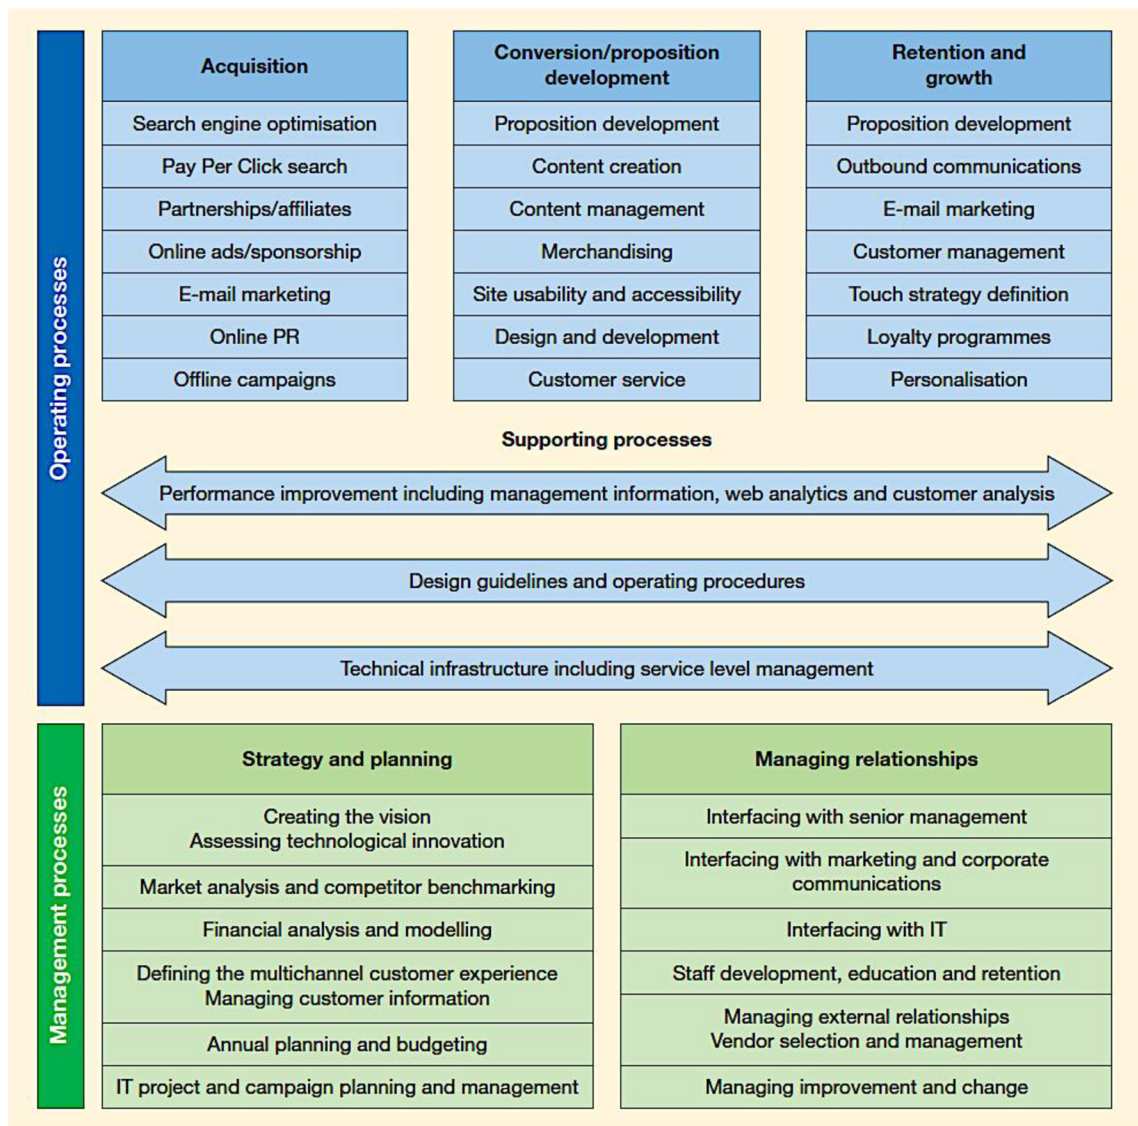 Operating processes
Acquisition
Search engine optimisation
Pay Per Click search
Partnerships/affiliates
Online ads/sponsorship
E-mail marketing
Online PR
Offline campaigns
Conversion/proposition
development
Proposition development
Content creation
Content management
Merchandising
Site usability and accessibility
Design and development
Customer service
Retention and
growth
Proposition development
Outbound communications
E-mail marketing
Customer management
Touch strategy definition
Loyalty programmes
Personalisation
Supporting processes
Performance improvement including management information, web analytics and customer analysis
Design guidelines and operating procedures
Technical infrastructure including service level management
Management processes
Strategy and planning
Creating the vision
Assessing technological innovation
Market analysis and competitor benchmarking
Financial analysis and modelling
Defining the multichannel customer experience
Managing customer information
Annual planning and budgeting
IT project and campaign planning and management
Managing relationships
Interfacing with senior management
Interfacing with marketing and corporate
communications
Interfacing with IT
Staff development, education and retention
Managing external relationships
Vendor selection and management
Managing improvement and change